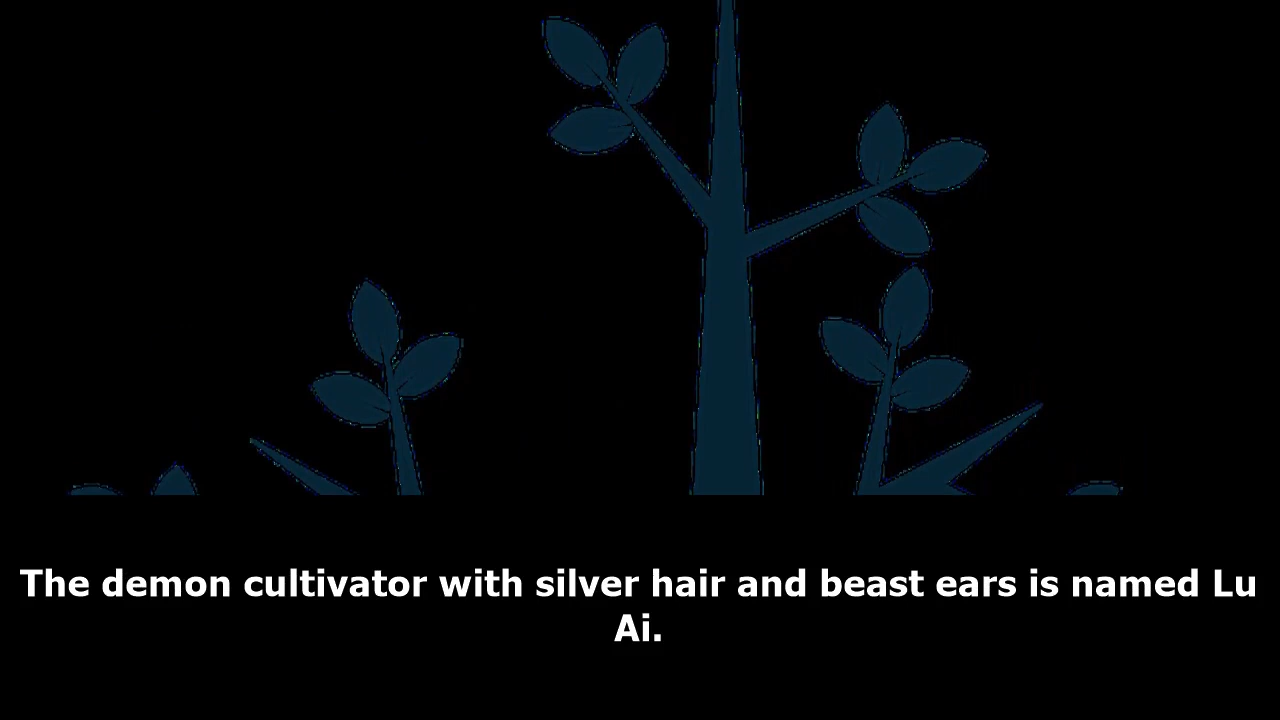 The demon cultivator with silver hair and beast ears is named Lu
Ai.